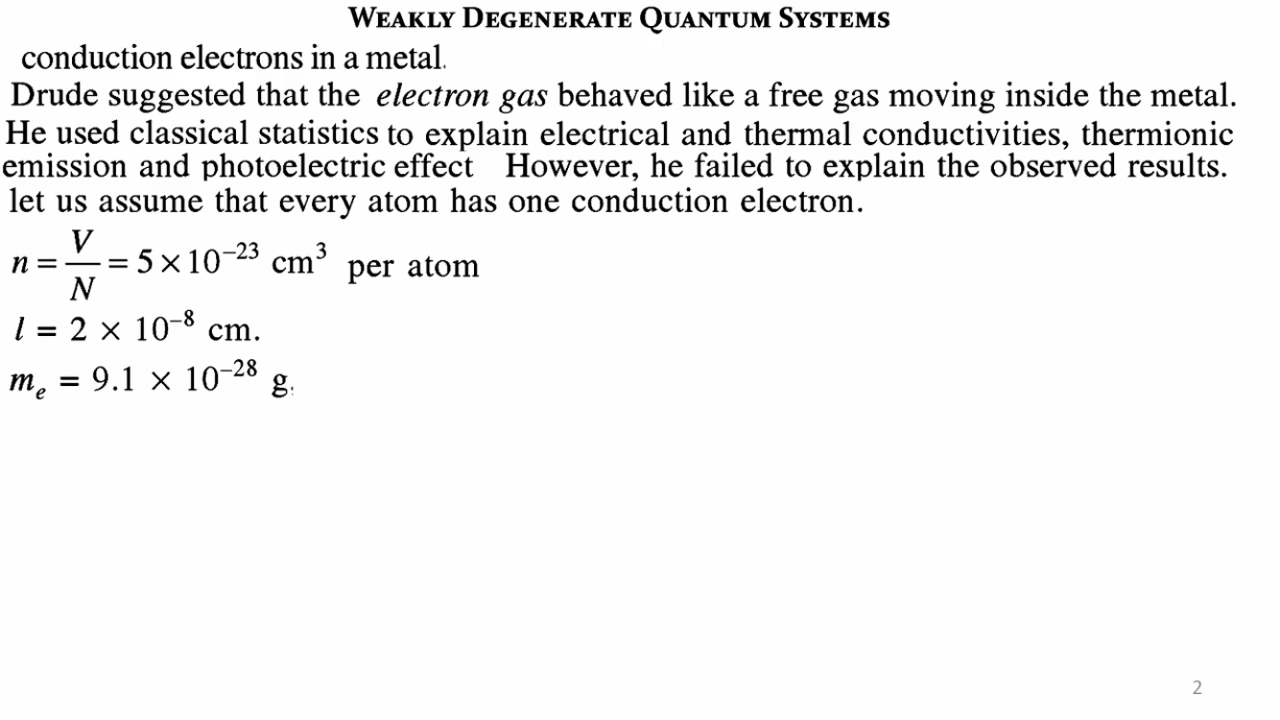 WEAKLY DEGENERATE QUANTUM SYSTEMS
conduction electrons in a metal.
Drude suggested that the electron gas behaved like a free gas moving inside the metal.
He used classical statistics to explain electrical and thermal conductivities, thermionic
emission and photoelectric effect However, he failed to explain the observed results.
let us assume that every atom has one conduction electron.
n = V/N = 5 × 10⁻²³ cm³ per atom
l = 2 × 10⁻⁸ cm.
mₑ = 9.1 × 10⁻²⁸ g.
2